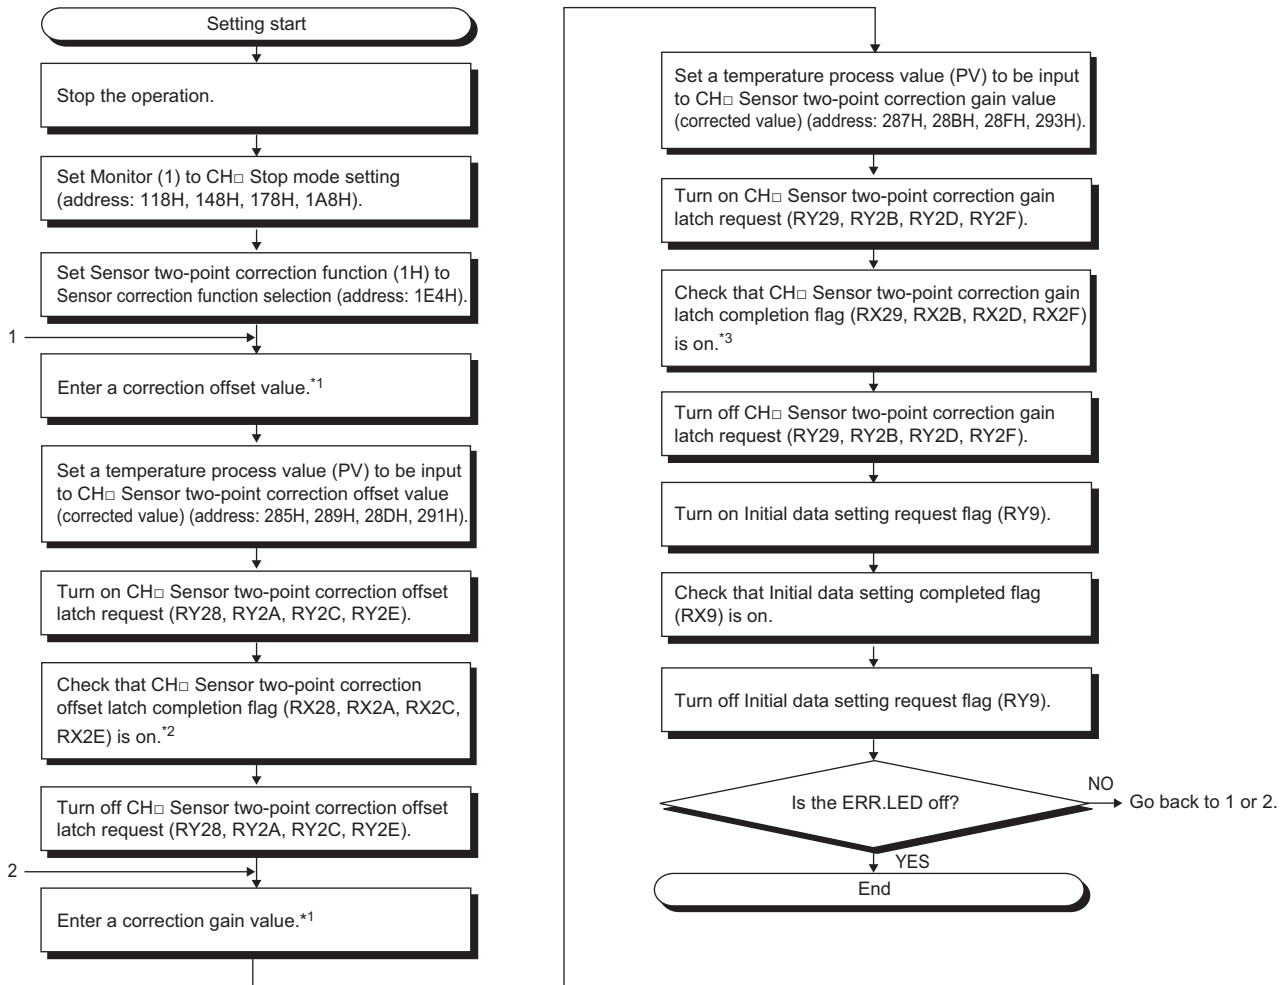 Setting start
Stop the operation.
Set Monitor (1) to CH□ Stop mode setting
(address: 118H, 148H, 178H, 1A8H).
Set Sensor two-point correction function (1H) to
Sensor correction function selection (address: 1E4H).
1
Enter a correction offset value.*1
Set a temperature process value (PV) to be input
to CH□ Sensor two-point correction offset value
(corrected value) (address: 285H, 289H, 28DH, 291H).
Turn on CH□ Sensor two-point correction offset
latch request (RY28, RY2A, RY2C, RY2E).
Check that CH□ Sensor two-point correction
offset latch completion flag (RX28, RX2A, RX2C,
RX2E) is on.*2
Turn off CH□ Sensor two-point correction offset
latch request (RY28, RY2A, RY2C, RY2E).
2
Enter a correction gain value.*1
Set a temperature process value (PV) to be input
to CH□ Sensor two-point correction gain value
(corrected value) (address: 287H, 28BH, 28FH, 293H).
Turn on CH□ Sensor two-point correction gain
latch request (RY29, RY2B, RY2D, RY2F).
Check that CH□ Sensor two-point correction gain
latch completion flag (RX29, RX2B, RX2D, RX2F)
is on.*3
Turn off CH□ Sensor two-point correction gain
latch request (RY29, RY2B, RY2D, RY2F).
Turn on Initial data setting request flag (RY9).
Check that Initial data setting completed flag
(RX9) is on.
Turn off Initial data setting request flag (RY9).
Is the ERR.LED off?
NO
Go back to 1 or 2.
YES
End